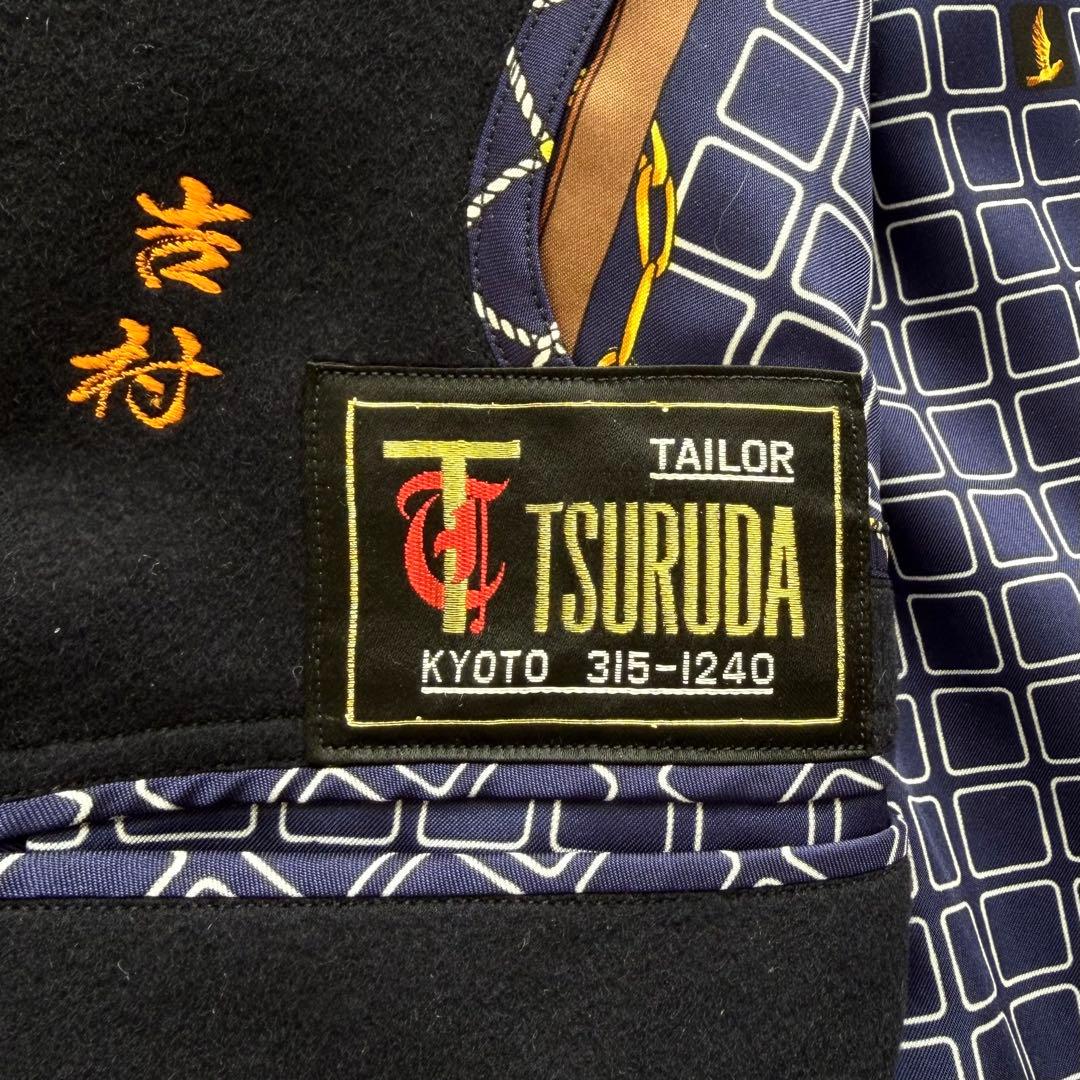 吉村
TAILOR
TSURUDA
KYOTO 315-1240